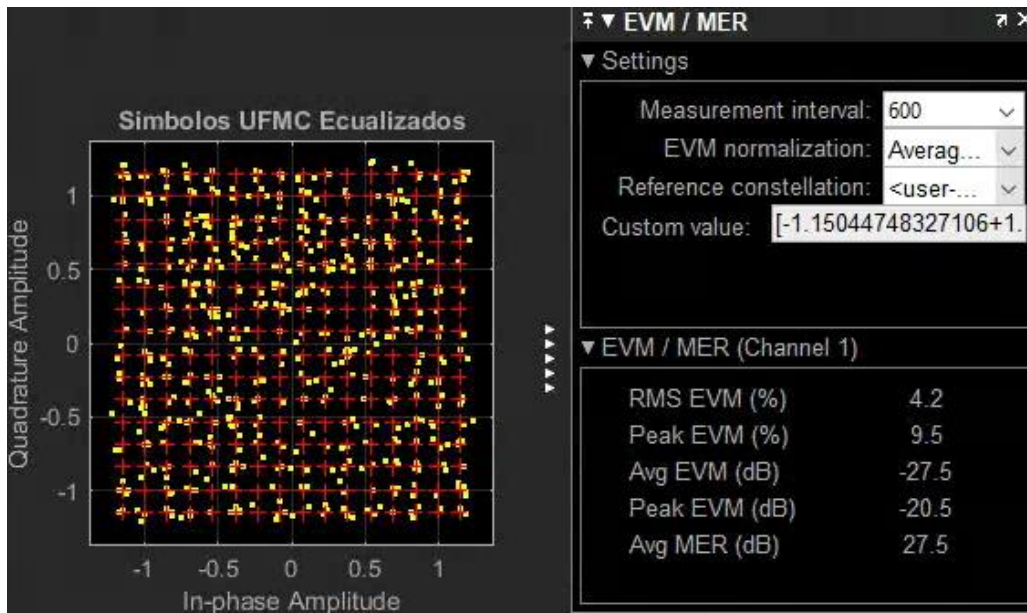 Simbolos UFMC Ecualizados
Quadrature Amplitude
1
0.5
0
-0.5
-1
-1 -0.5 0 0.5 1
In-phase Amplitude
EVM / MER
Settings
Measurement interval: 600
EVM normalization: Averag...
Reference constellation: <user-...
Custom value: [-1.15044748327106+1.
EVM / MER (Channel 1)
RMS EVM (%) 4.2
Peak EVM (%) 9.5
Avg EVM (dB) -27.5
Peak EVM (dB) -20.5
Avg MER (dB) 27.5